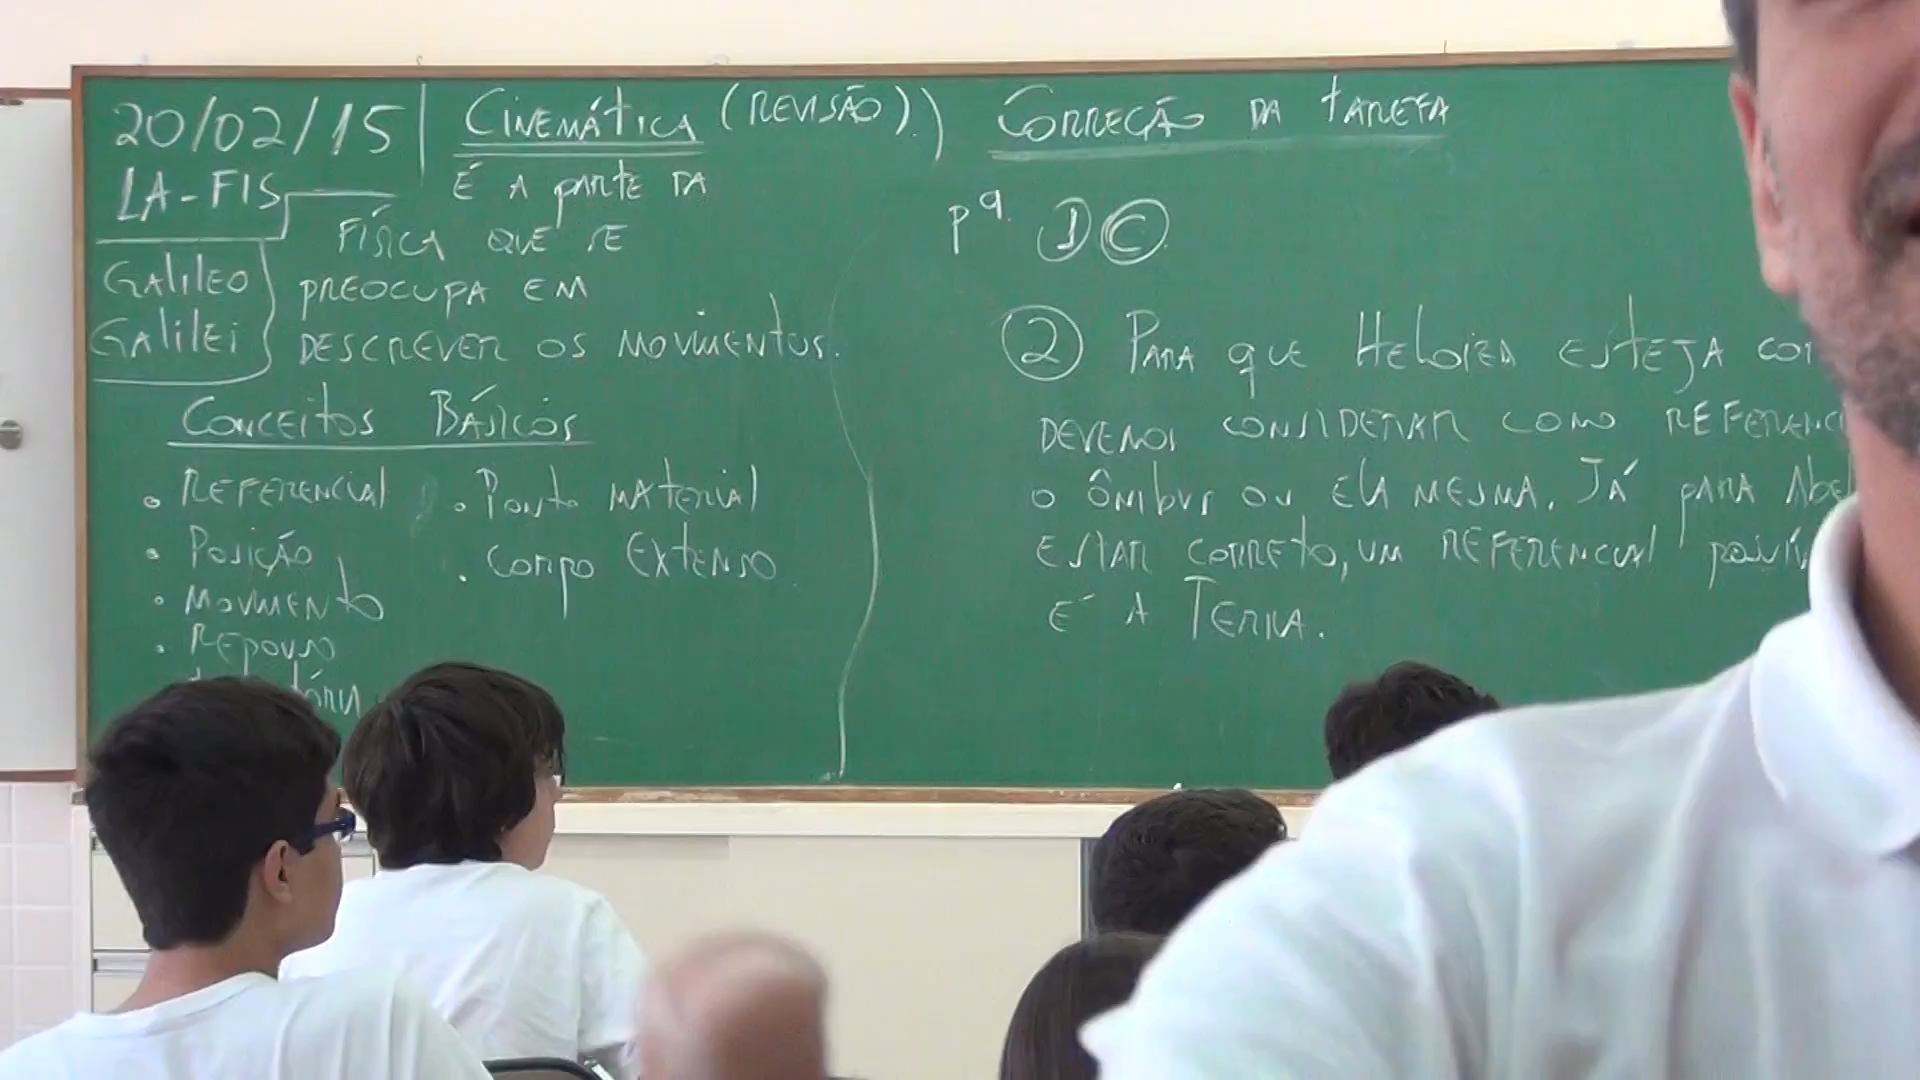 20/02/15
LA-FIS
Galileo
Galilei
Cinemática (Revisão)
É a parte da
física que se
preocupa em
descrever os movimentos.
Conceitos Básicos
• Referencial
• Posição
• Movimento
• Repouso
• Ponto material
• Corpo Extenso
Correção da tarefa
p9. 1 C
2 Para que Heloisa esteja
devemos considerar como
o ônibus ou ela mesma. Já para Abel
estar correto, um referencial
é a Terra.